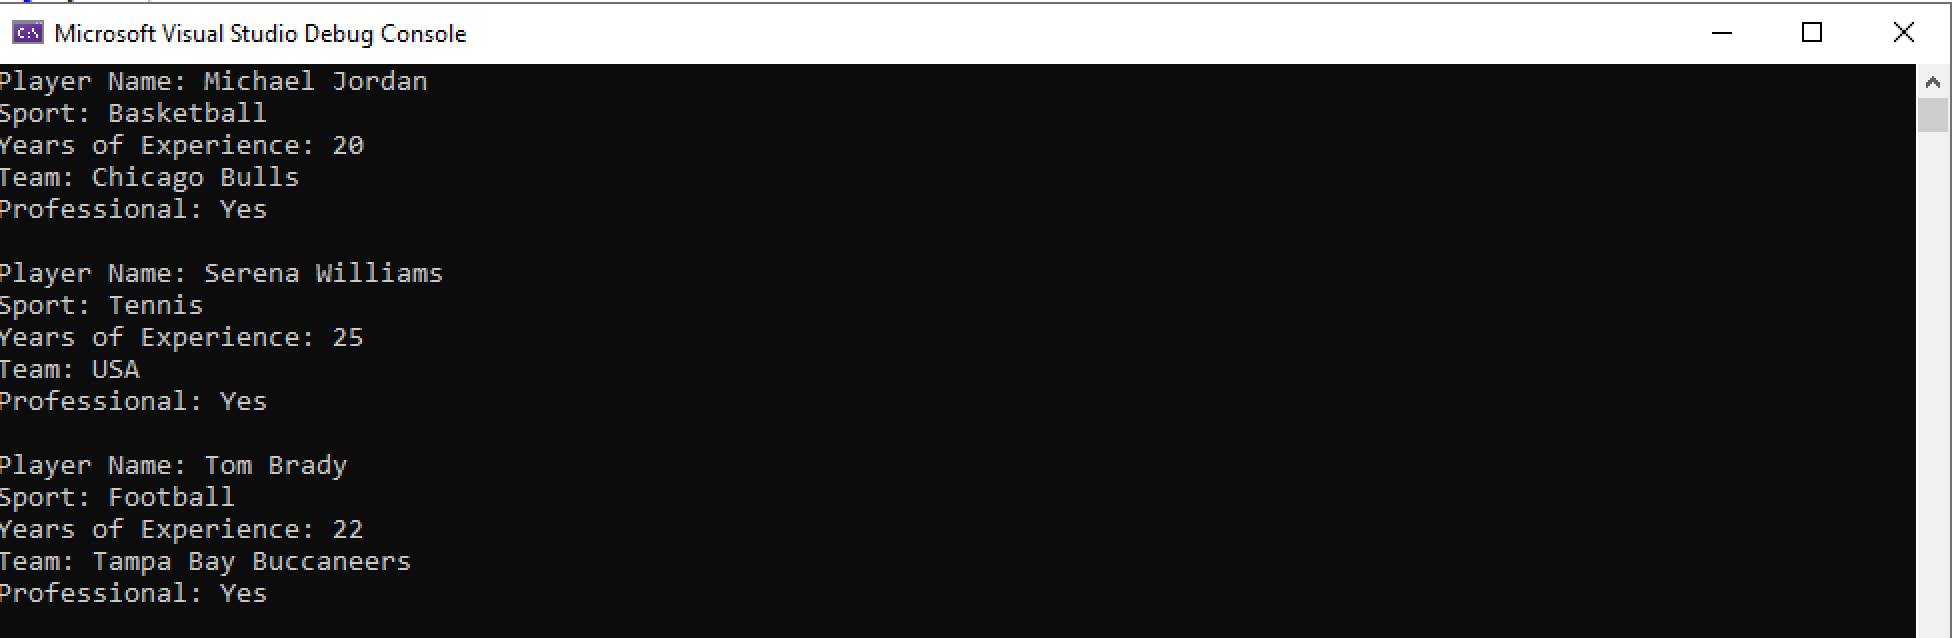 Microsoft Visual Studio Debug Console
Player Name: Michael Jordan
Sport: Basketball
Years of Experience: 20
Team: Chicago Bulls
Professional: Yes
Player Name: Serena Williams
Sport: Tennis
Years of Experience: 25
Team: USA
Professional: Yes
Player Name: Tom Brady
Sport: Football
Years of Experience: 22
Team: Tampa Bay Buccaneers
Professional: Yes